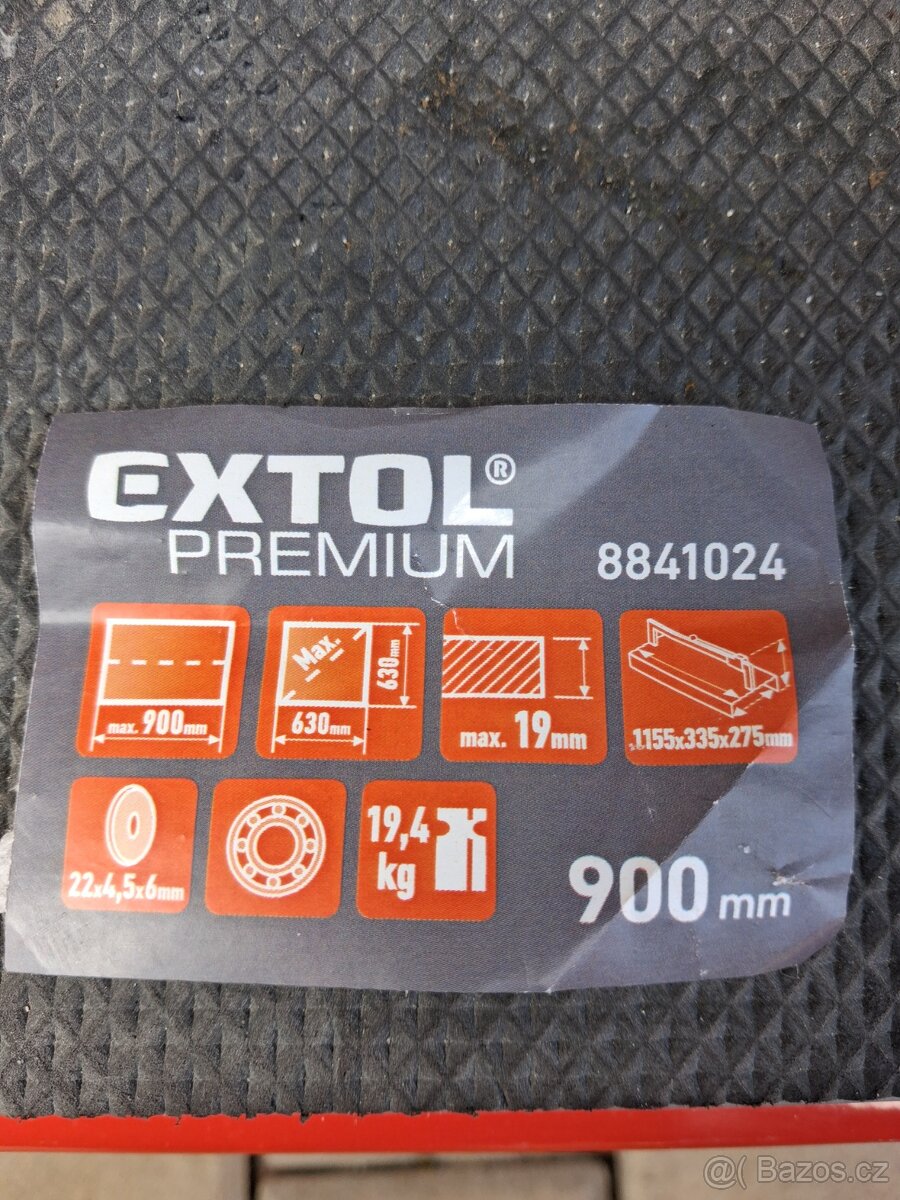 EXTOL®
PREMIUM
8841024
max. 900mm
Max.
630mm
630mm
max. 19mm
1155x335x275mm
22x4,5x6mm
19,4
kg
900 mm
@( Bazos.cz